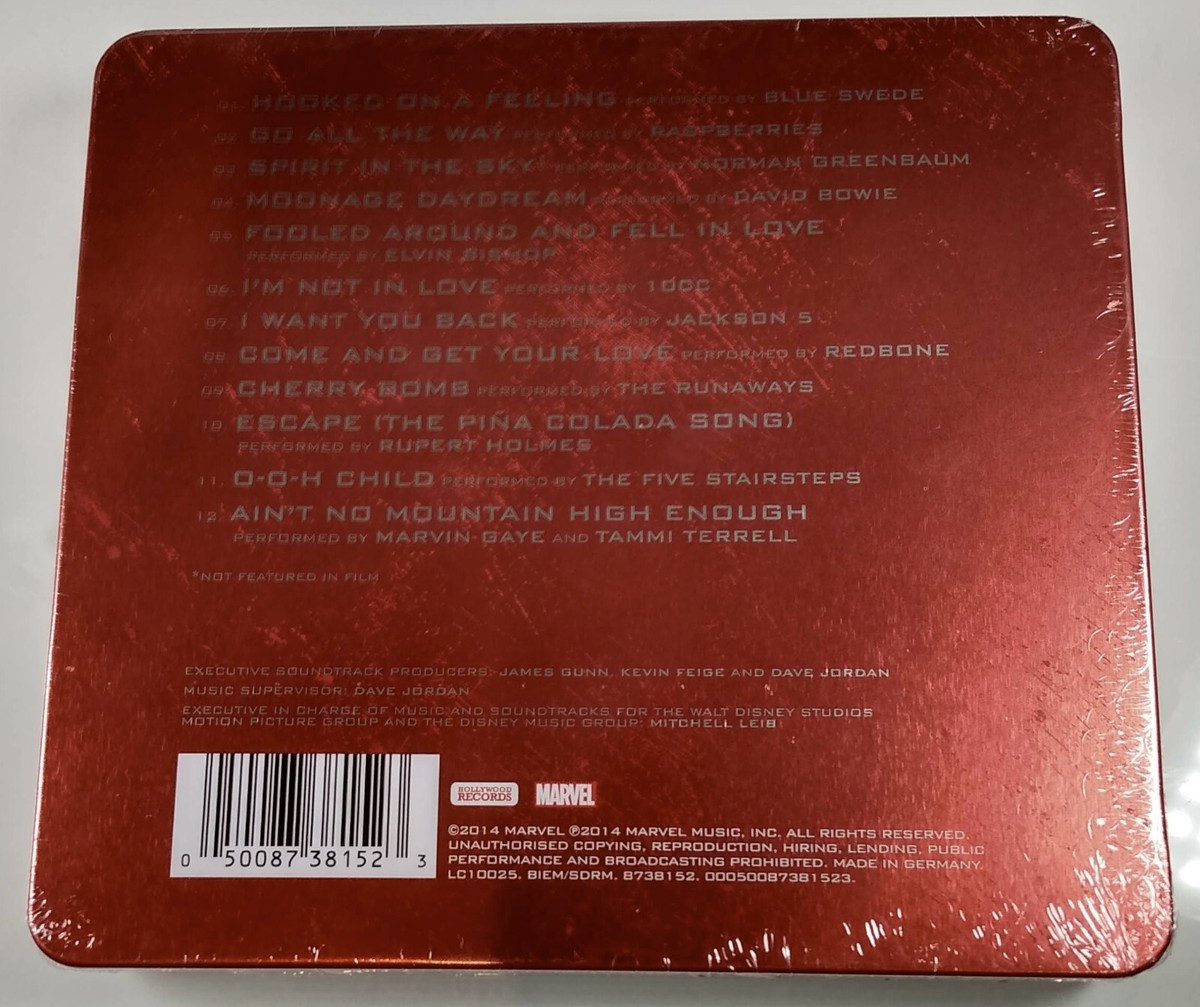 01. HOOKED ON A FEELING PERFORMED BY BLUE SWEDE
02. GO ALL THE WAY PERFORMED BY RASPBERRIES
03. SPIRIT IN THE SKY* PERFORMED BY NORMAN GREENBAUM
04. MOONAGE DAYDREAM PERFORMED BY DAVID BOWIE
05. FOOLED AROUND AND FELL IN LOVE
PERFORMED BY ELVIN BISHOP
06. I'M NOT IN LOVE PERFORMED BY 10CC
07. I WANT YOU BACK PERFORMED BY JACKSON 5
08. COME AND GET YOUR LOVE PERFORMED BY REDBONE
09. CHERRY BOMB PERFORMED BY THE RUNAWAYS
10. ESCAPE (THE PIÑA COLADA SONG)
PERFORMED BY RUPERT HOLMES
11. O-O-H CHILD PERFORMED BY THE FIVE STAIRSTEPS
12. AIN'T NO MOUNTAIN HIGH ENOUGH
PERFORMED BY MARVIN GAYE AND TAMMI TERRELL
*NOT FEATURED IN FILM
EXECUTIVE SOUNDTRACK PRODUCERS: JAMES GUNN, KEVIN FEIGE AND DAVE JORDAN
MUSIC SUPERVISOR: DAVE JORDAN
EXECUTIVE IN CHARGE OF MUSIC AND SOUNDTRACKS FOR THE WALT DISNEY STUDIOS
MOTION PICTURE GROUP AND THE DISNEY MUSIC GROUP: MITCHELL LEIB
HOLLYWOOD
RECORDS
MARVEL
©2014 MARVEL ℗2014 MARVEL MUSIC, INC. ALL RIGHTS RESERVED.
UNAUTHORISED COPYING, REPRODUCTION, HIRING, LENDING, PUBLIC
PERFORMANCE AND BROADCASTING PROHIBITED. MADE IN GERMANY.
LC10025. BIEM/SDRM. 8738152. 00050087381523.
0 50087 38152 3